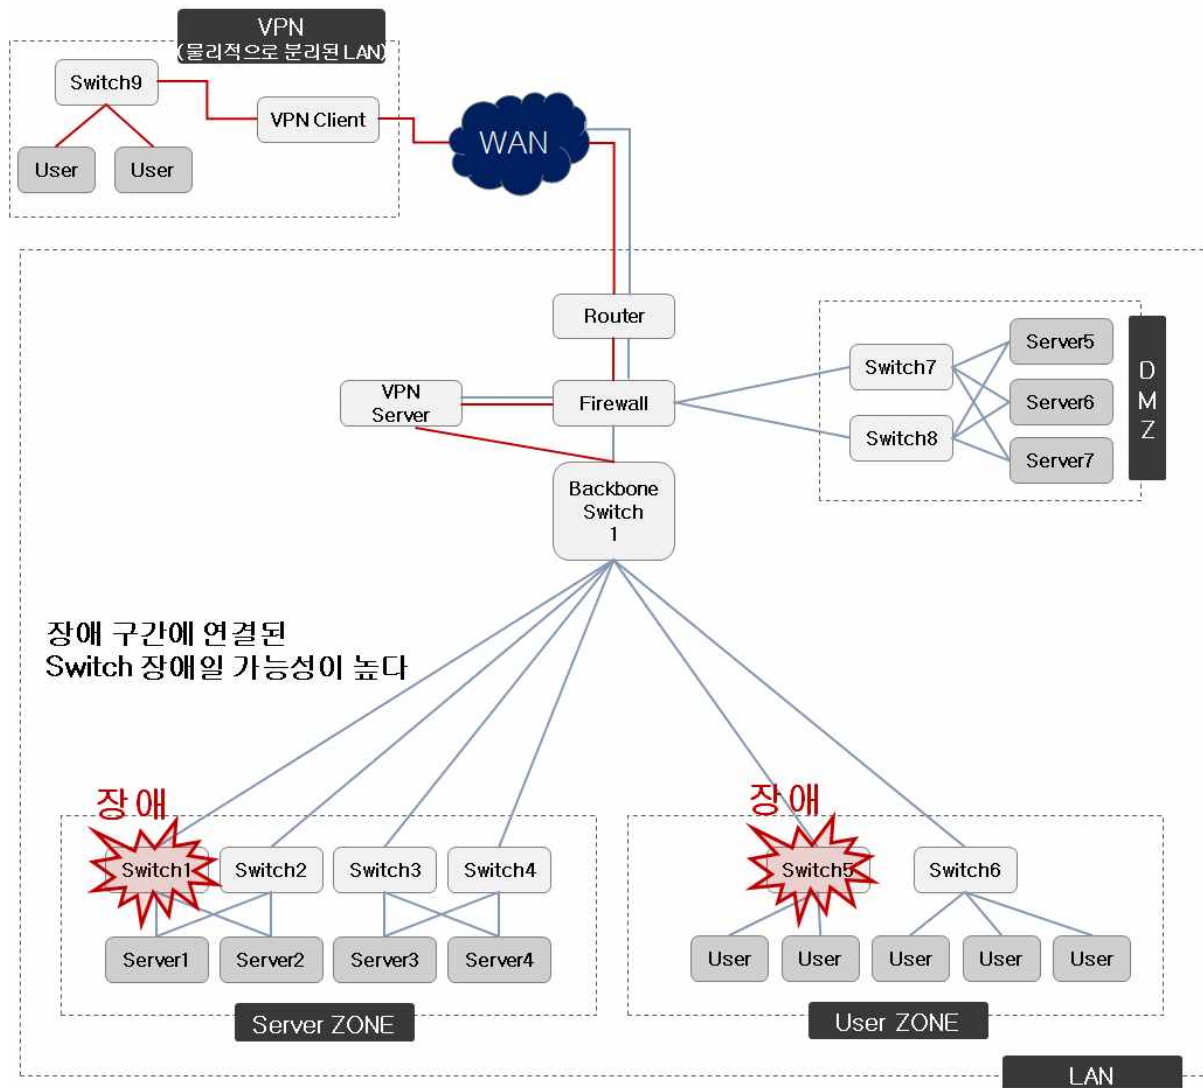 VPN
(물리적으로 분리된 LAN)
Switch9
VPN Client
WAN
User
User
Router
Server5
Switch7
VPN
Server
Firewall
Server6
D
M
Z
Switch8
Server7
Backbone
Switch
1
장애 구간에 연결된
Switch 장애일 가능성이 높다
장애
장애
Switch1
Switch2
Switch3
Switch4
Switch5
Switch6
Server1
Server2
Server3
Server4
User
User
User
User
User
Server ZONE
User ZONE
LAN